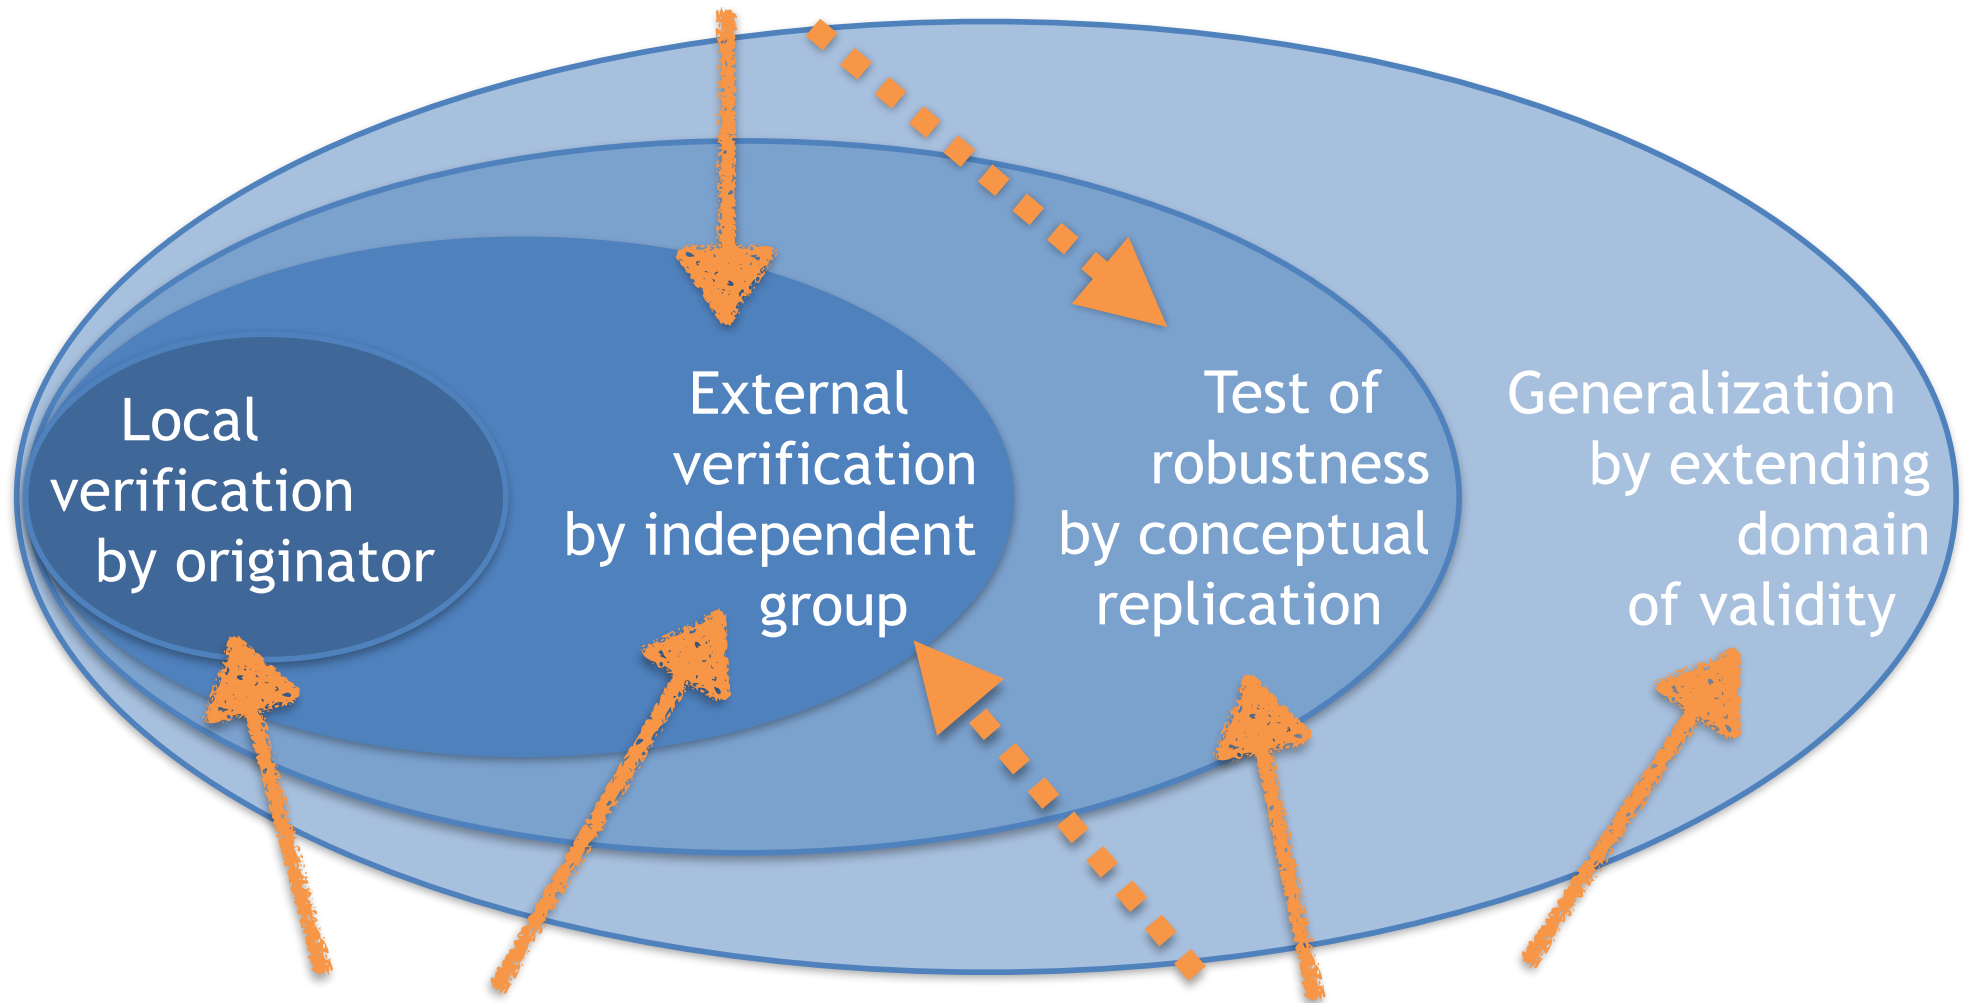 Local
verification
by originator
External
verification
by independent
group
Test of
robustness
by conceptual
replication
Generalization
by extending
domain
of validity